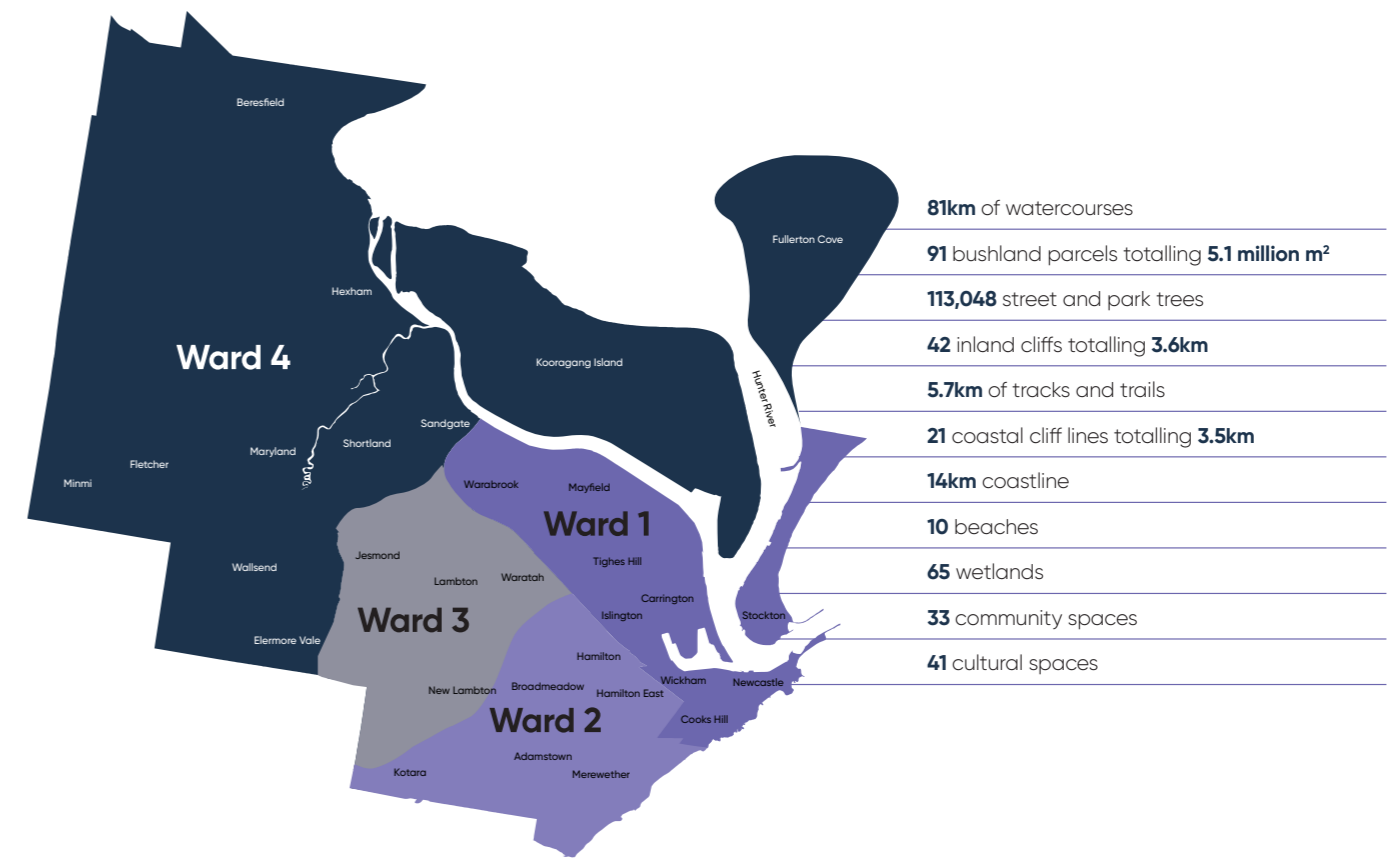 Beresfield
Fullerton Cove
Hexham
Ward 4
Kooragang Island
Hunter River
Sandgate
Shortland
Maryland
Fletcher
Minmi
Wallsend
Elermore Vale
Warabrook
Mayfield
Ward 1
Tighes Hill
Carrington
Islington
Stockton
Wickham
Newcastle
Cooks Hill
Jesmond
Lambton
Waratah
Ward 3
New Lambton
Hamilton
Broadmeadow
Hamilton East
Ward 2
Adamstown
Merewether
Kotara
81km of watercourses
91 bushland parcels totalling 5.1 million m²
113,048 street and park trees
42 inland cliffs totalling 3.6km
5.7km of tracks and trails
21 coastal cliff lines totalling 3.5km
14km coastline
10 beaches
65 wetlands
33 community spaces
41 cultural spaces